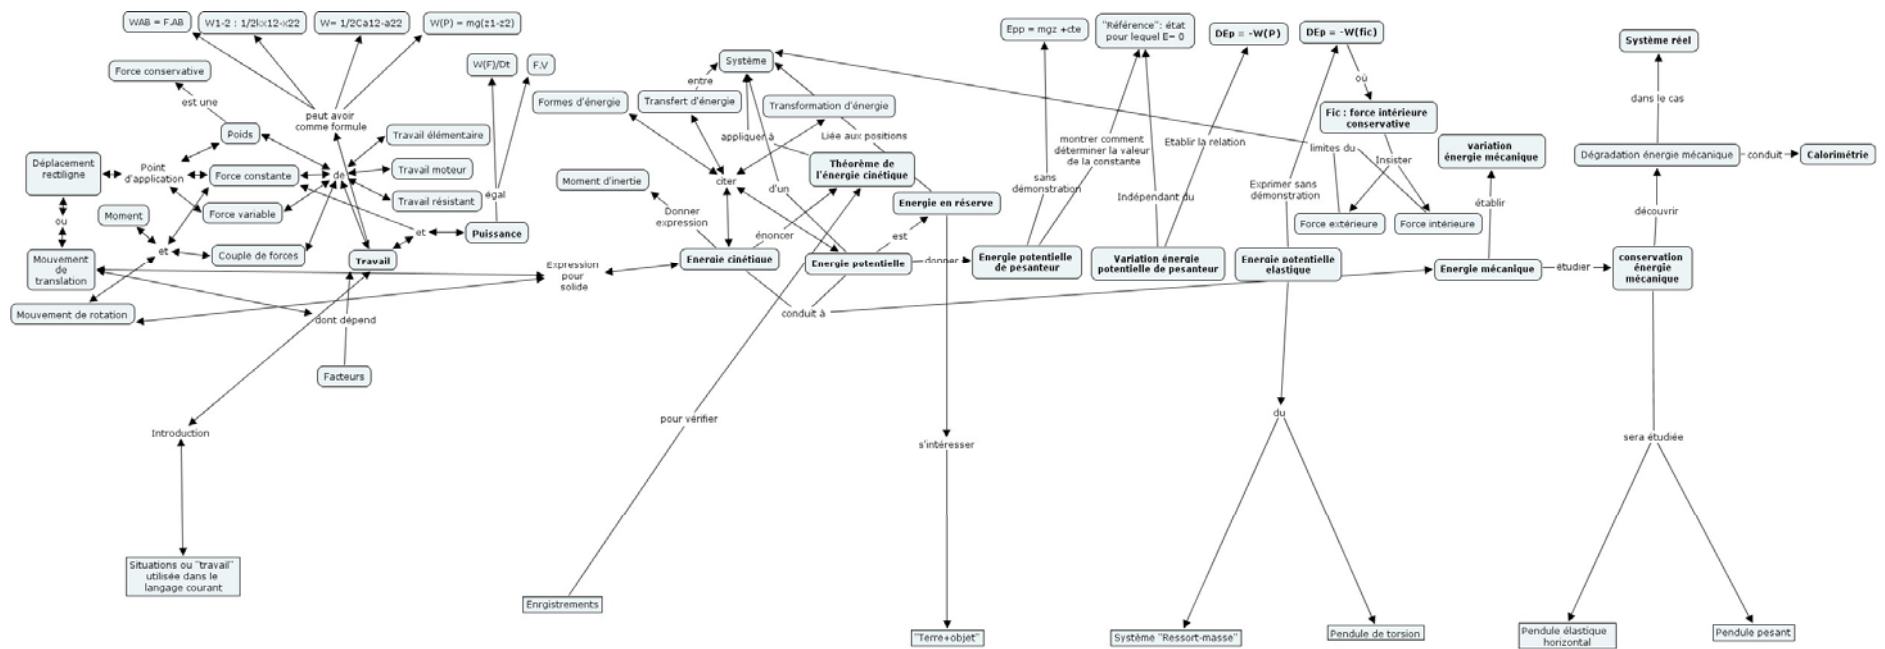 WAB = F.AB
W1-2 : 1/2kx12-x22
W= 1/2Ca12-a22
W(P) = mg(z1-z2)
Force conservative
est une
Poids
peut avoir
comme formule
W(F)/Dt
F.V
Travail élémentaire
Travail moteur
Travail résistant
de
égal
Déplacement
rectiligne
Point
d'application
Force constante
Force variable
ou
Moment
et
Couple de forces
Mouvement
de
translation
Mouvement de rotation
et
Puissance
Travail
dont dépend
Facteurs
Introduction
Situations ou "travail"
utilisée dans le
langage courant
Système
entre
Formes d'énergie
Transfert d'énergie
Transformation d'énergie
appliquer à
Liée aux positions
Théorème de
l'énergie cinétique
Moment d'inertie
citer
d'un
Donner
expression
Energie en réserve
énoncer
est
Expression
pour
solide
Energie cinétique
Energie potentielle
donner
conduit à
pour vérifier
Enrgistrements
s'intéresser
"Terre+objet"
Epp = mgz +cte
"Référence": état
pour lequel E= 0
DEp = -W(P)
DEp = -W(fic)
où
Fic : force intérieure
conservative
montrer comment
déterminer la valeur
de la constante
Etablir la relation
limites du
Insister
sans
démonstration
Indépendant du
Exprimer sans
démonstration
Force extérieure
Force intérieure
Energie potentielle
de pesanteur
Variation énergie
potentielle de pesanteur
Energie potentielle
elastique
du
Système "Ressort-masse"
Pendule de torsion
variation
énergie mécanique
établir
Energie mécanique
étudier
conservation
énergie
mécanique
découvrir
Dégradation énergie mécanique
conduit
Calorimétrie
dans le cas
Système réel
sera étudiée
Pendule élastique
horizontal
Pendule pesant